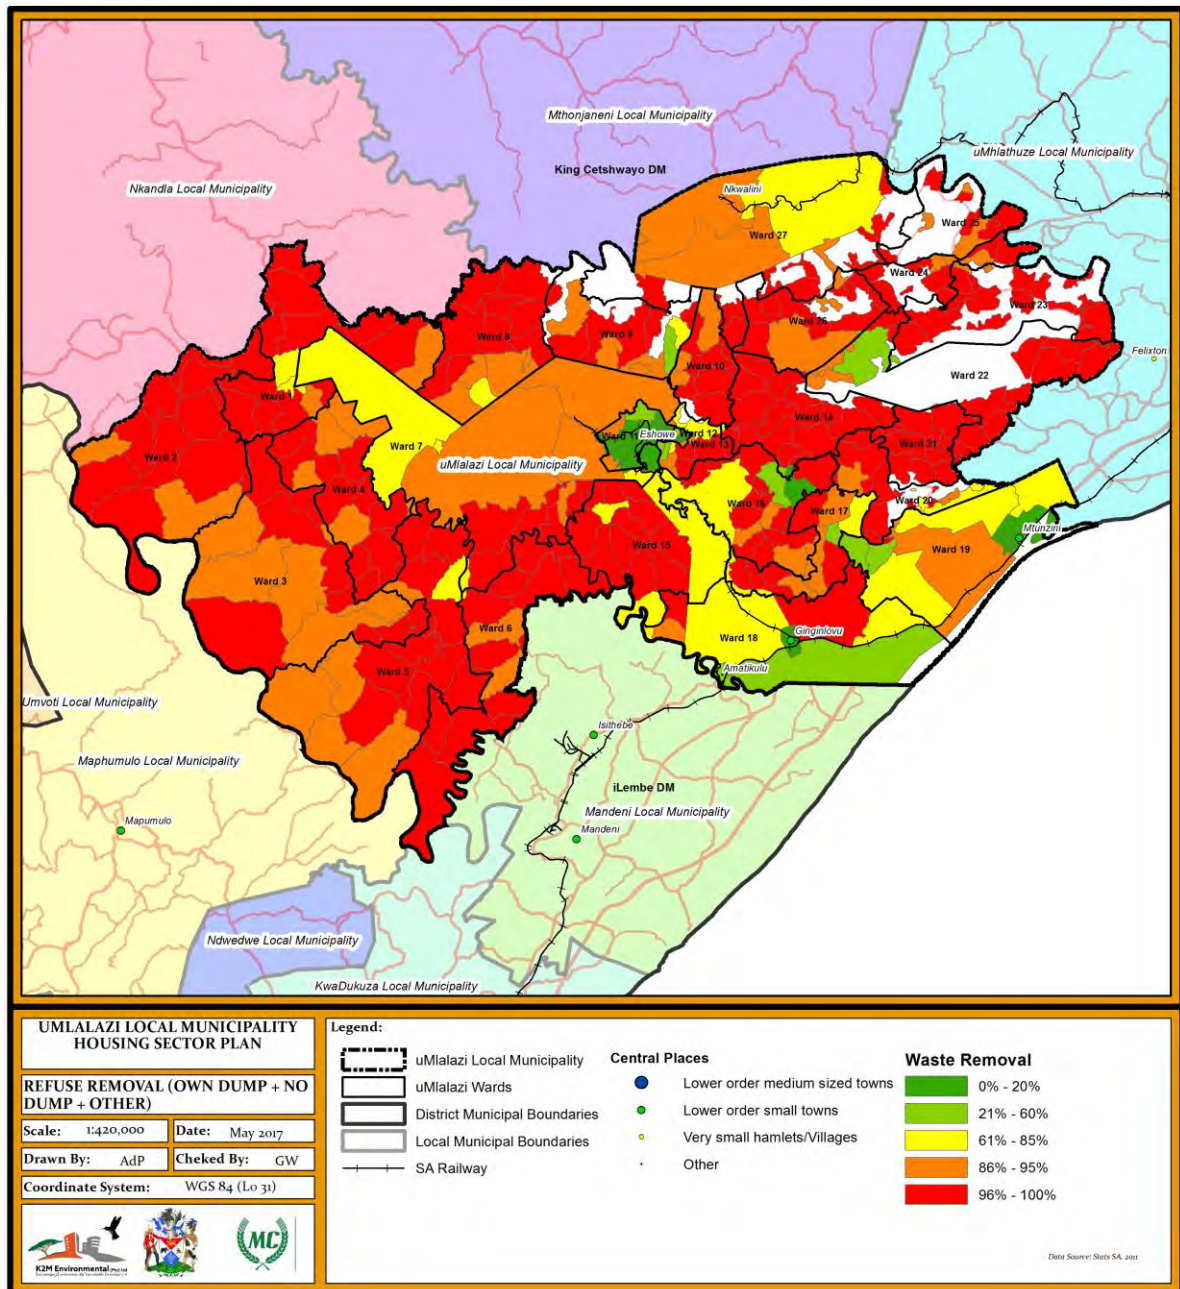 Mthonjaneni Local Municipality
uMhlathuze Local Municipality
King Cetshwayo DM
Nkandla Local Municipality
Nkwalini
Ward 27
Ward 25
Ward 24
Ward 23
Ward 26
Ward 8
Ward 9
Ward 10
Felixton
Ward 22
Ward 1
Ward 14
Ward 11
Eshowe
Ward 12
Ward 13
Ward 21
Ward 7
Ward 2
uMlalazi Local Municipality
Ward 4
Ward 16
Ward 17
Ward 20
Mtunzini
Ward 15
Ward 19
Ward 3
Ward 6
Ward 18
Gingindlovu
Amatikulu
Ward 5
Umvoti Local Municipality
Isithebe
Maphumulo Local Municipality
iLembe DM
Mandeni Local Municipality
Mapumulo
Mandeni
Ndwedwe Local Municipality
KwaDukuza Local Municipality
UMLALAZI LOCAL MUNICIPALITY
HOUSING SECTOR PLAN
REFUSE REMOVAL (OWN DUMP + NO
DUMP + OTHER)
Scale: 1:420,000
Date: May 2017
Drawn By: AdP
Cheked By: GW
Coordinate System: WGS 84 (Lo 31)
K2M Environmental (Pty) Ltd
MC
Legend:
uMlalazi Local Municipality
uMlalazi Wards
District Municipal Boundaries
Local Municipal Boundaries
SA Railway
Central Places
Lower order medium sized towns
Lower order small towns
Very small hamlets/Villages
Other
Waste Removal
0% - 20%
21% - 60%
61% - 85%
86% - 95%
96% - 100%
Data Source: Stats SA, 2011